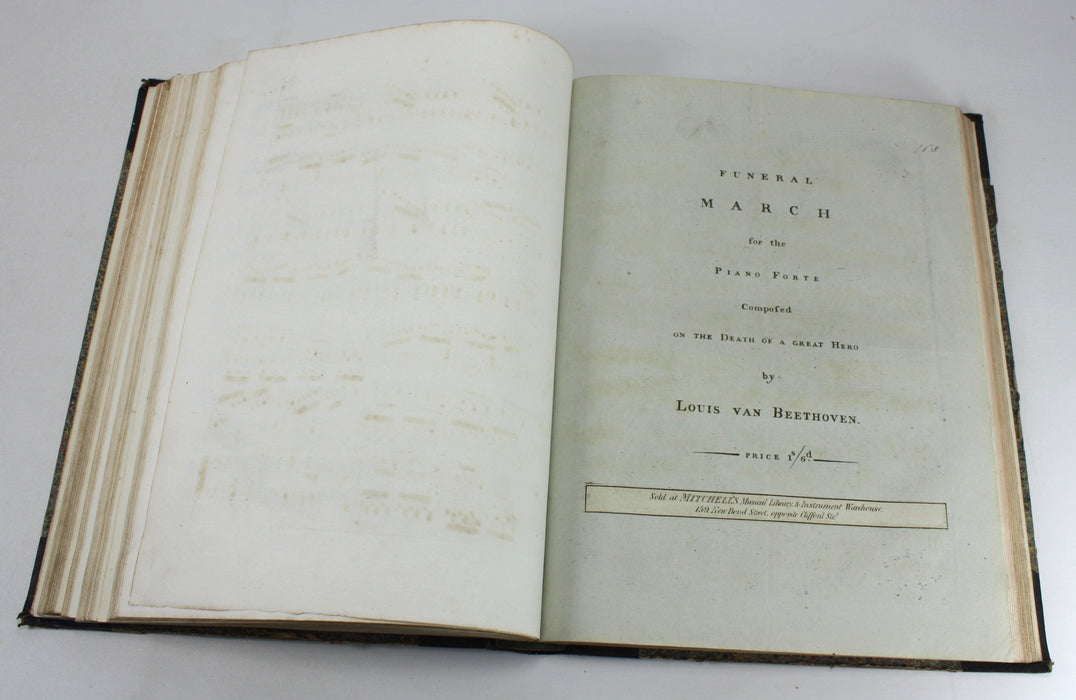 FUNERAL
MARCH
for the
PIANO FORTE
Compoſed
ON THE DEATH OF A GREAT HERO
by
LOUIS VAN BEETHOVEN.
PRICE 1s/6d.
Sold at MITCHELL'S Musical Library & Instrument Warehouse.
159, New Bond Street, opposite Clifford Strt